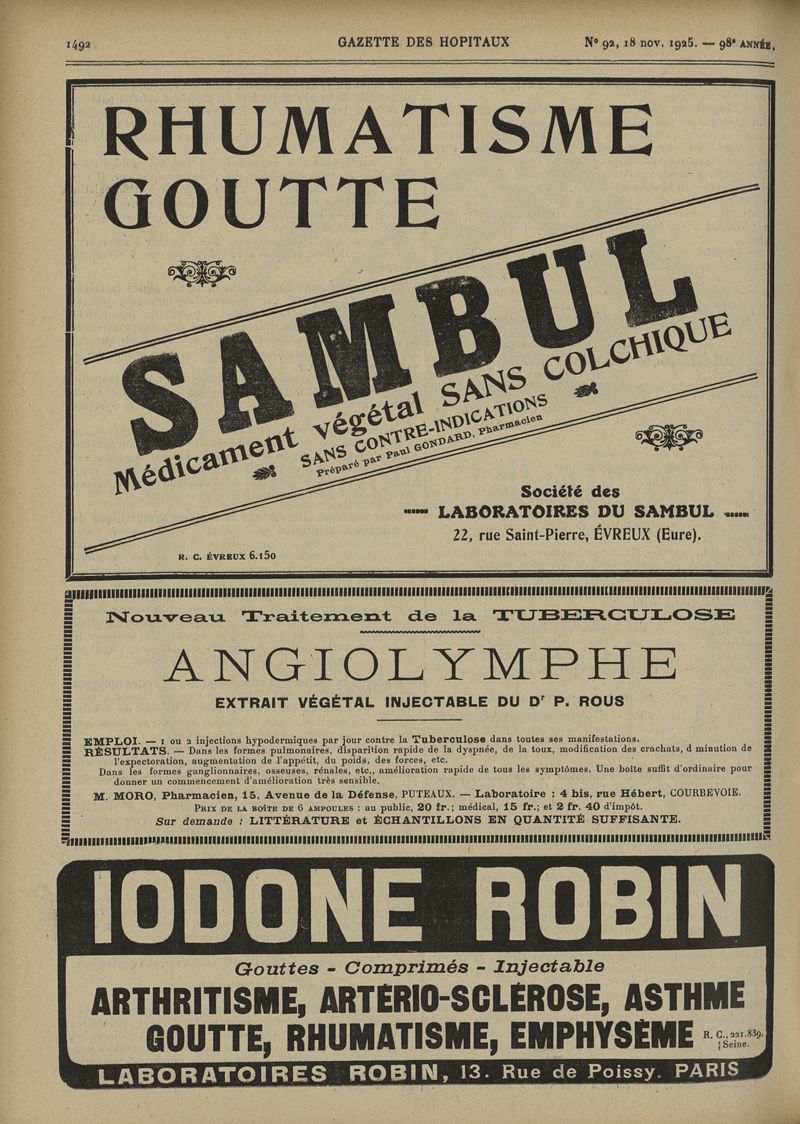 1492 GAZETTE DES HOPITAUX N° 92, 18 nov. 1925. — 98e ANNÉE.
RHUMATISME
GOUTTE
SAMBUL
Médicament végétal SANS COLCHIQUE
SANS CONTRE-INDICATIONS
Préparé par Paul GONDARD, Pharmacien
Société des
LABORATOIRES DU SAMBUL
22, rue Saint-Pierre, ÉVREUX (Eure).
R. C. ÉVREUX 6.150
Nouveau Traitement de la TUBERCULOSE
ANGIOLYMPHE
EXTRAIT VÉGÉTAL INJECTABLE DU Dr P. ROUS
EMPLOI. — 1 ou 2 injections hypodermiques par jour contre la Tuberculose dans toutes ses manifestations.
RÉSULTATS. — Dans les formes pulmonaires, disparition rapide de la dyspnée, de la toux, modification des crachats, d minution de
l'expectoration, augmentation de l'appétit, du poids, des forces, etc.
Dans les formes ganglionnaires, osseuses, rénales, etc., amélioration rapide de tous les symptômes. Une boîte suffit d'ordinaire pour
donner un commencement d'amélioration très sensible.
M. MORO, Pharmacien, 15, Avenue de la Défense, PUTEAUX. — Laboratoire : 4 bis, rue Hébert, COURBEVOIE.
PRIX DE LA BOÎTE DE 6 AMPOULES : au public, 20 fr.; médical, 15 fr.; et 2 fr. 40 d'impôt.
Sur demande : LITTÉRATURE et ÉCHANTILLONS EN QUANTITÉ SUFFISANTE.
IODONE ROBIN
Gouttes - Comprimés - Injectable
ARTHRITISME, ARTÉRIO-SCLÉROSE, ASTHME
GOUTTE, RHUMATISME, EMPHYSÈME R. C., 221.839,
Seine.
LABORATOIRES ROBIN, 13. Rue de Poissy. PARIS